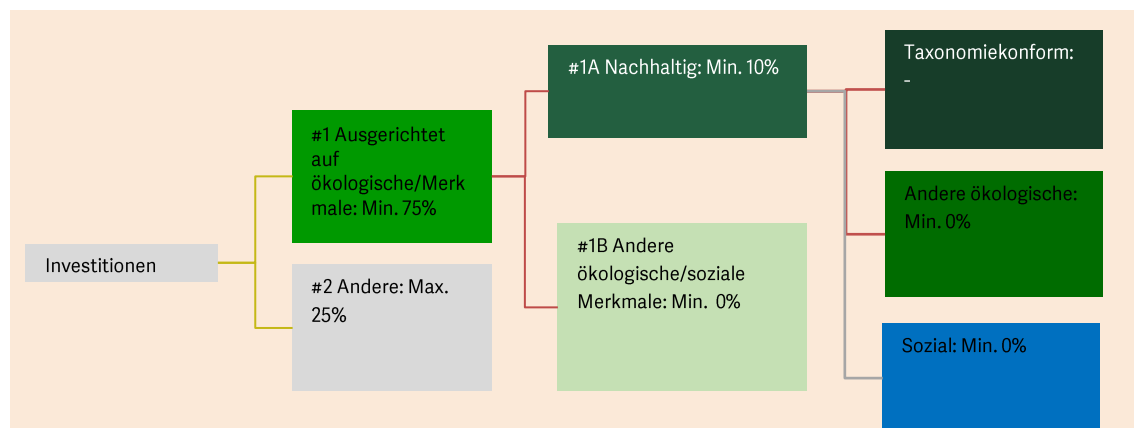 Investitionen
#1 Ausgerichtet
auf
ökologische/Merk
male: Min. 75%
#2 Andere: Max.
25%
#1A Nachhaltig: Min. 10%
#1B Andere
ökologische/soziale
Merkmale: Min. 0%
Taxonomiekonform:
-
Andere ökologische:
Min. 0%
Sozial: Min. 0%